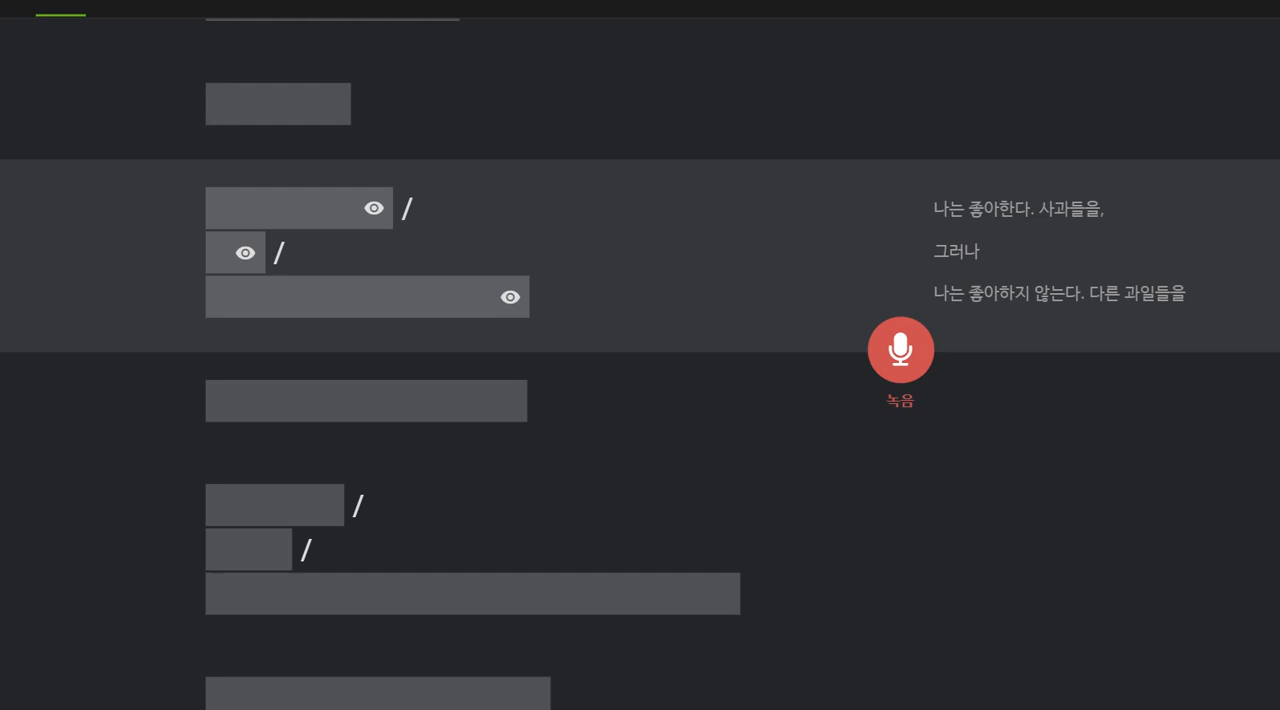 /
나는 좋아한다. 사과들을,
/
그러나
나는 좋아하지 않는다. 다른 과일들을
녹음
/
/